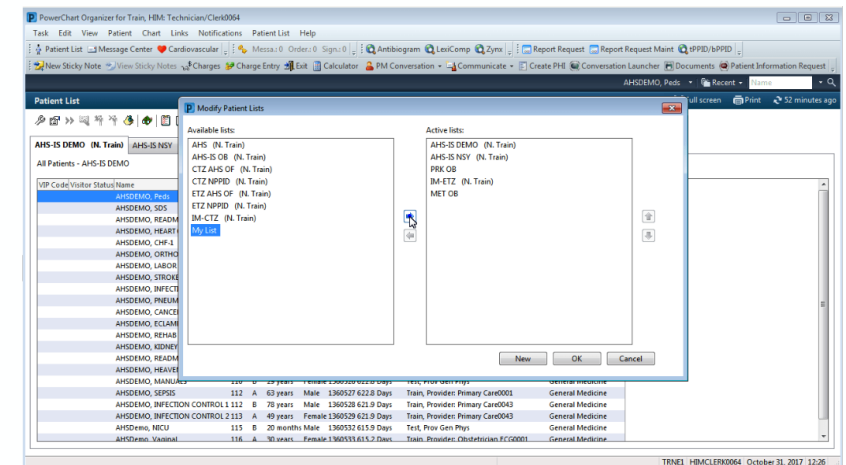 PowerChart Organizer for Train, HIM: Technician/Clerk0064
Task Edit View Patient Chart Links Notifications Patient List Help
Patient List Message Center Cardiovascular Messa.: 0 Order.: 0 Sign.: 0 Antibiogram LexiComp Zynx Report Request Report Request Maint tPPID/bPPID
New Sticky Note View Sticky Notes Charges Charge Entry Exit Calculator PM Conversation Communicate Create PHI Conversation Launcher Documents Patient Information Request
AHSDEMO, Peds Recent Name
Patient List
Full screen Print 52 minutes ago
Modify Patient Lists
AHS-IS DEMO (N. Train) AHS-IS NSY
All Patients - AHS-IS DEMO
VIP Code Visitor Status Name
Available lists: Active lists:
AHS (N. Train)
AHS-IS OB (N. Train)
CTZ AHS OF (N. Train)
CTZ NPPID (N. Train)
ETZ AHS OF (N. Train)
ETZ NPPID (N. Train)
IM-CTZ (N. Train)
My List
AHS-IS DEMO (N. Train)
AHS-IS NSY (N. Train)
PRK OB
IM-ETZ (N. Train)
MET OB
New OK Cancel
AHSDEMO, Peds
AHSDEMO, SDS
AHSDEMO, READM
AHSDEMO, HEART
AHSDEMO, CHF-1
AHSDEMO, ORTHO
AHSDEMO, LABOR
AHSDEMO, STROKE
AHSDEMO, INFECTI
AHSDEMO, PNEUM
AHSDEMO, CANCE
AHSDEMO, ECLAM
AHSDEMO, REHAB
AHSDEMO, KIDNEY
AHSDEMO, READM
AHSDEMO, HEAVE
AHSDEMO, MANUALS 110 D 29 years Female 1360526 622.8 Days Test, Prov Gen Phys General Medicine
AHSDEMO, SEPSIS 112 A 63 years Male 1360527 622.8 Days Train, Provider: Primary Care0001 General Medicine
AHSDEMO, INFECTION CONTROL 1 112 B 78 years Male 1360528 621.9 Days Train, Provider: Primary Care0043 General Medicine
AHSDEMO, INFECTION CONTROL 2 113 A 49 years Female 1360529 621.9 Days Train, Provider: Primary Care0043 General Medicine
AHSDemo, NICU 115 B 20 months Male 1360532 615.9 Days Test, Prov Gen Phys General Medicine
AHSDemo, Vaginal 116 A 30 years Female 1360533 615.2 Days Train, Provider: Obstetrician ECG0001 General Medicine
TRNE1 HIMCLERK0064 October 31, 2017 12:26